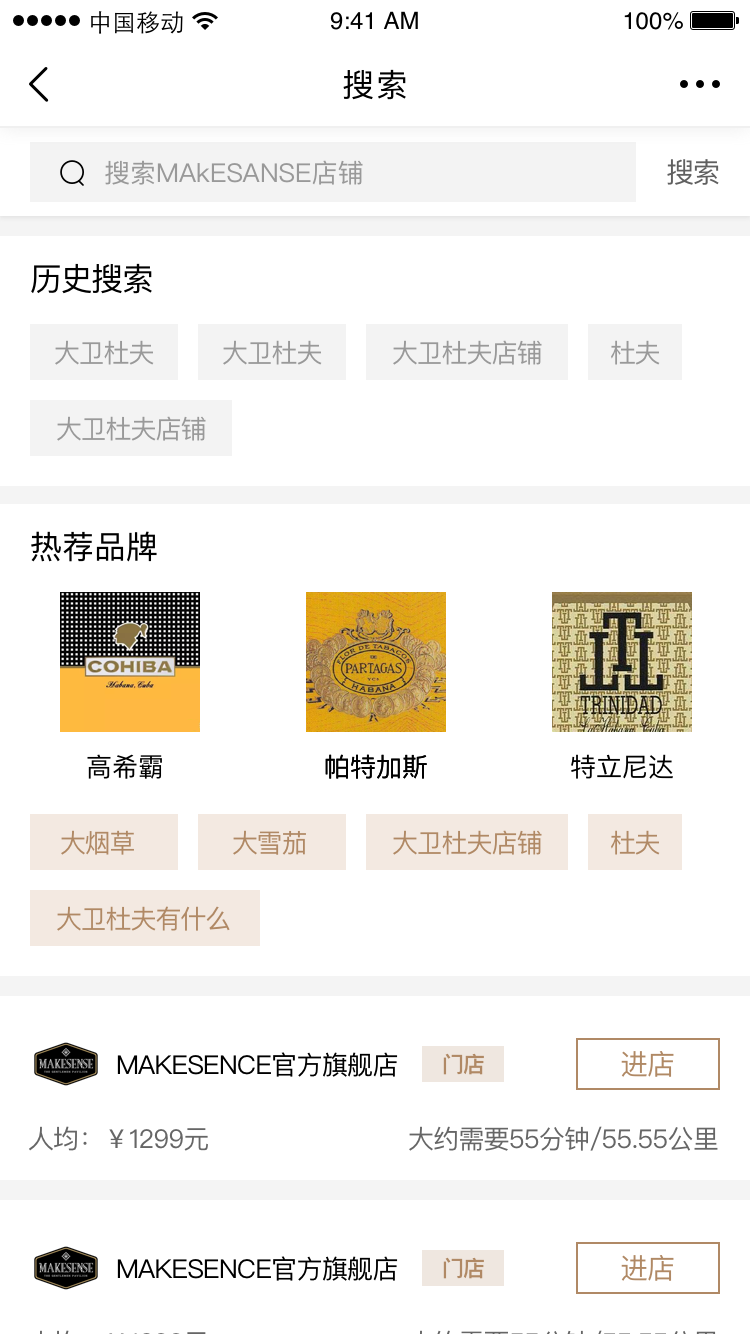 中国移动 9:41 AM 100%
搜索
搜索MAkESANSE店铺 搜索
历史搜索
大卫杜夫 大卫杜夫 大卫杜夫店铺 杜夫
大卫杜夫店铺
热荐品牌
COHIBA
Habana, Cuba
FLOR DE TABACOS
DE
PARTAGAS
Y Cª
HABANA
TRINIDAD
La Habana, Cuba
高希霸 帕特加斯 特立尼达
大烟草 大雪茄 大卫杜夫店铺 杜夫
大卫杜夫有什么
MAKESENSE
MAKESENCE官方旗舰店 门店 进店
人均：￥1299元 大约需要55分钟/55.55公里
MAKESENSE
MAKESENCE官方旗舰店 门店 进店